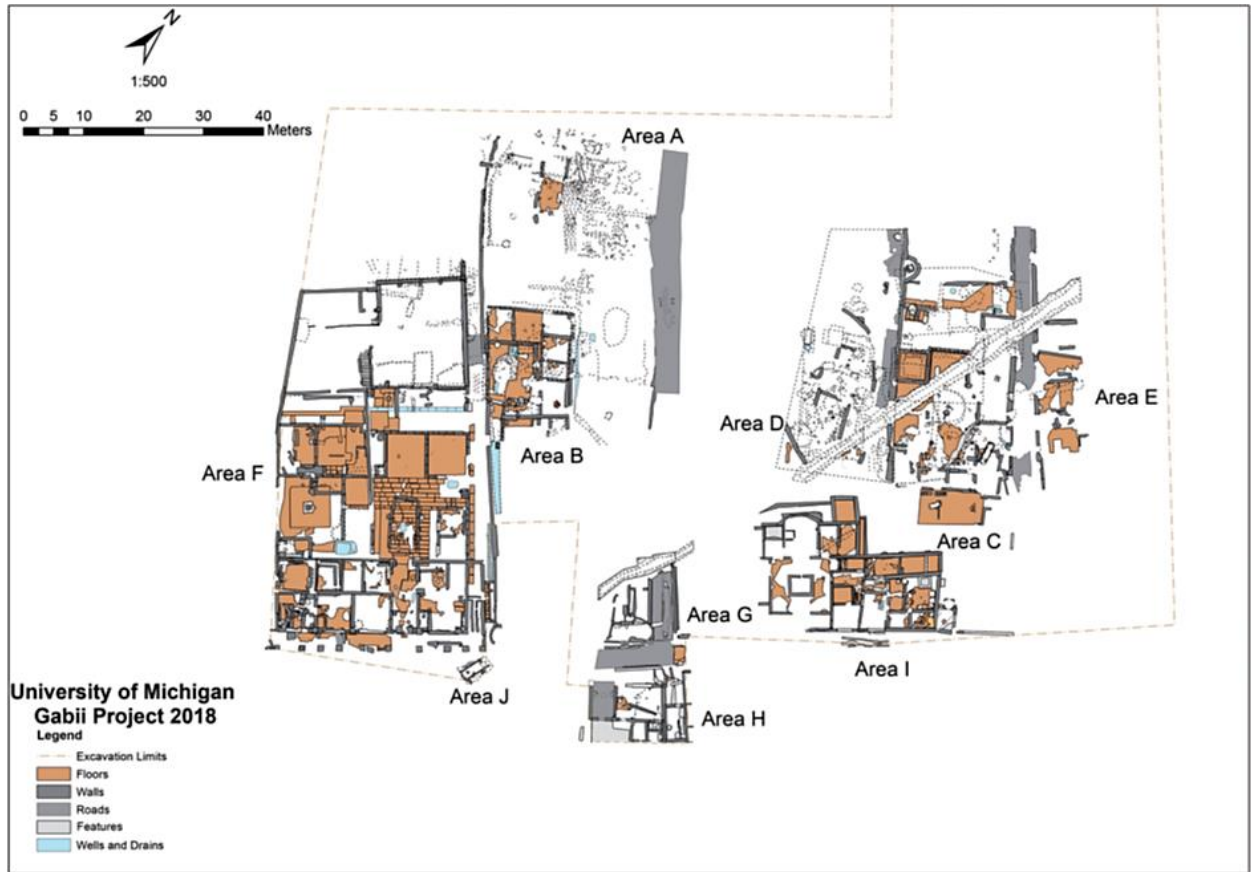 N
1:500
0 5 10 20 30 40
Meters
Area A
Area E
Area D
Area B
Area F
Area C
Area G
Area I
Area J
Area H
University of Michigan
Gabii Project 2018
Legend
Excavation Limits
Floors
Walls
Roads
Features
Wells and Drains